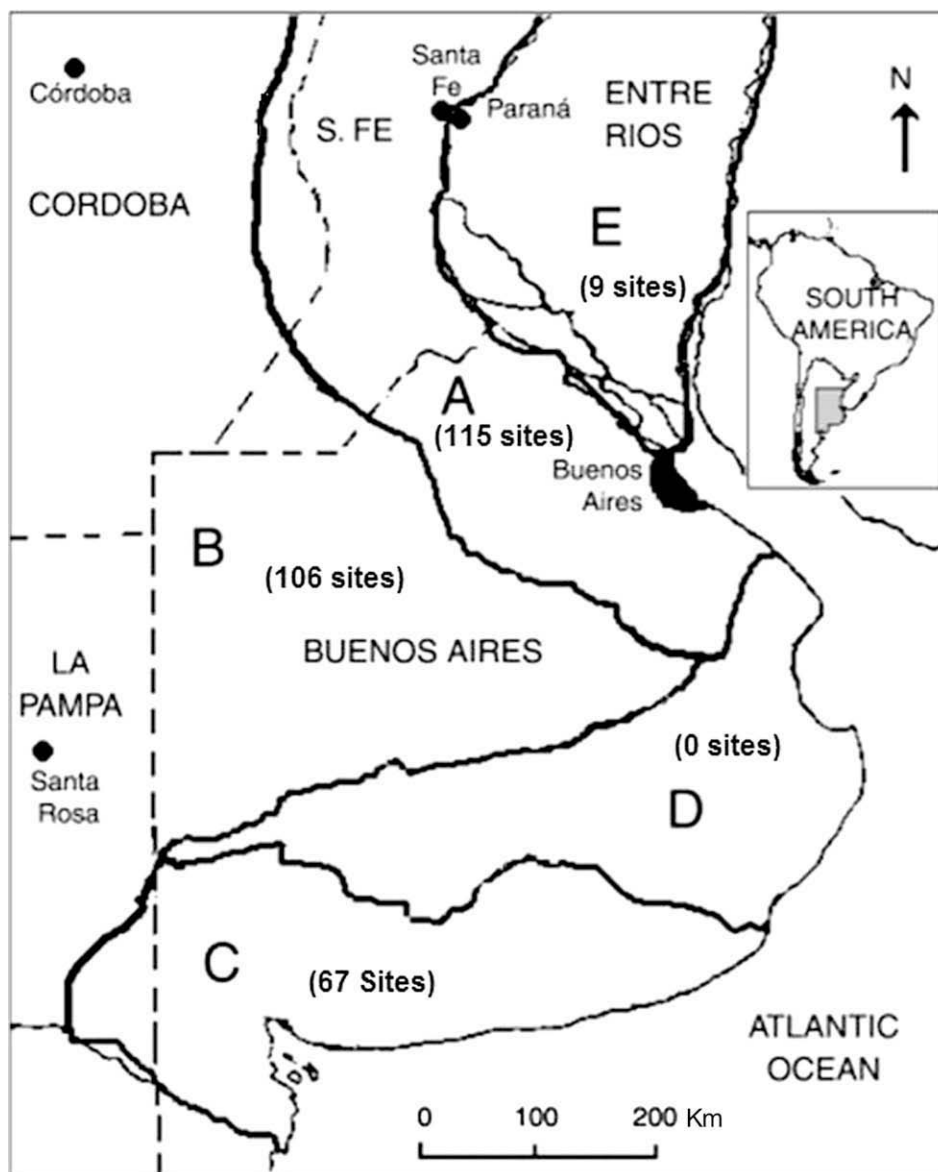 Córdoba
CORDOBA
S. FE
Santa
Fe
Paraná
ENTRE
RIOS
N
E
(9 sites)
SOUTH
AMERICA
A
(115 sites)
Buenos
Aires
B
(106 sites)
BUENOS AIRES
LA
PAMPA
Santa
Rosa
(0 sites)
D
C
(67 Sites)
ATLANTIC
OCEAN
0 100 200 Km